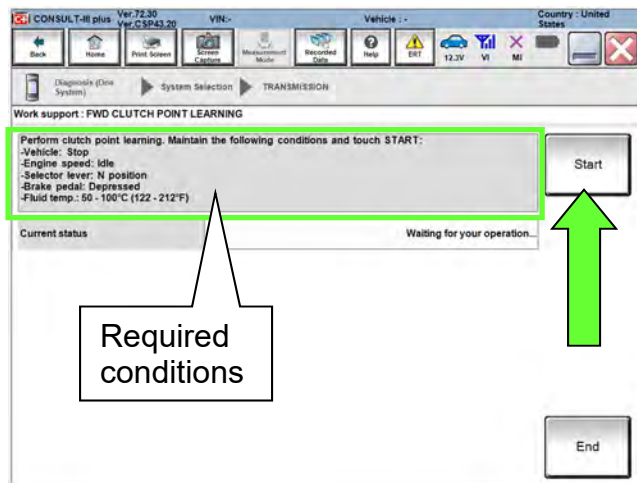 CONSULT-III plus
Ver.72.30
Ver.CSP43.20
VIN:-
Vehicle : -
Country : United
States
Back
Home
Print Screen
Screen
Capture
Measurement
Mode
Recorded
Data
Help
ERT
12.3V
VI
MI
Diagnosis (One
System)
System Selection
TRANSMISSION
Work support : FWD CLUTCH POINT LEARNING
Perform clutch point learning. Maintain the following conditions and touch START:
-Vehicle: Stop
-Engine speed: Idle
-Selector lever: N position
-Brake pedal: Depressed
-Fluid temp.: 50 - 100°C (122 - 212°F)
Start
Current status
Waiting for your operation...
Required
conditions
End